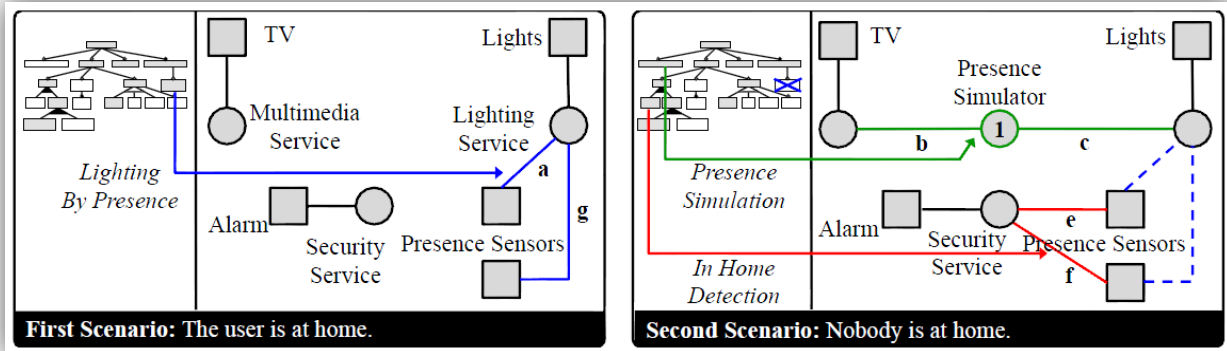 TV
Lights
Multimedia
Service
Lighting
Service
Lighting
By Presence
a
g
Alarm
Security
Service
Presence Sensors
First Scenario: The user is at home.
TV
Lights
Presence
Simulator
1
b
c
Presence
Simulation
Alarm
Security
Service
e
Presence Sensors
f
In Home
Detection
Second Scenario: Nobody is at home.